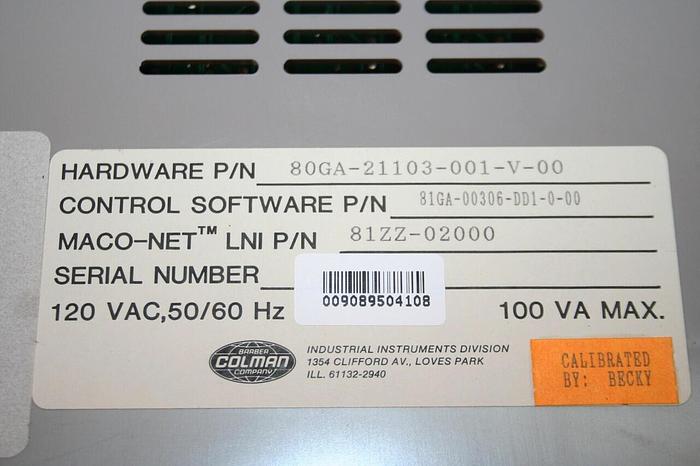 HARDWARE P/N 80GA-21103-001-V-00
CONTROL SOFTWARE P/N 81GA-00306-DD1-0-00
MACO-NET™ LNI P/N 81ZZ-02000
SERIAL NUMBER
009089504108
120 VAC,50/60 Hz 100 VA MAX.
BARBER
COLMAN
COMPANY
INDUSTRIAL INSTRUMENTS DIVISION
1354 CLIFFORD AV., LOVES PARK
ILL. 61132-2940
CALIBRATED
BY: BECKY